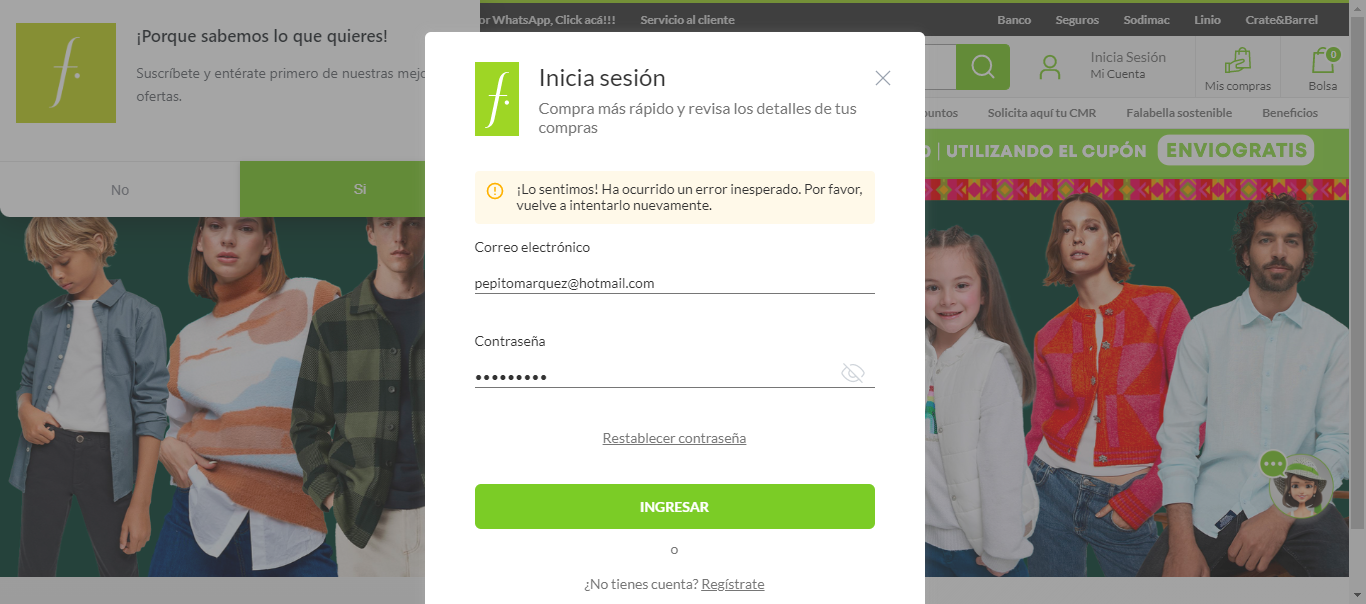 or WhatsApp, Click acá!!!
Servicio al cliente
Banco
Seguros
Sodimac
Linio
Crate&Barrel
¡Porque sabemos lo que quieres!
Suscríbete y entérate primero de nuestras mejo
ofertas.
No
Si
Inicia Sesión
Mi Cuenta
Mis compras
0
Bolsa
puntos
Solicita aquí tu CMR
Falabella sostenible
Beneficios
O | UTILIZANDO EL CUPÓN ENVIOGRATIS
f.
f.
Inicia sesión
Compra más rápido y revisa los detalles de tus
compras
¡Lo sentimos! Ha ocurrido un error inesperado. Por favor,
vuelve a intentarlo nuevamente.
Correo electrónico
pepitomarquez@hotmail.com
Contraseña
•••••••••
Restablecer contraseña
INGRESAR
o
¿No tienes cuenta? Regístrate